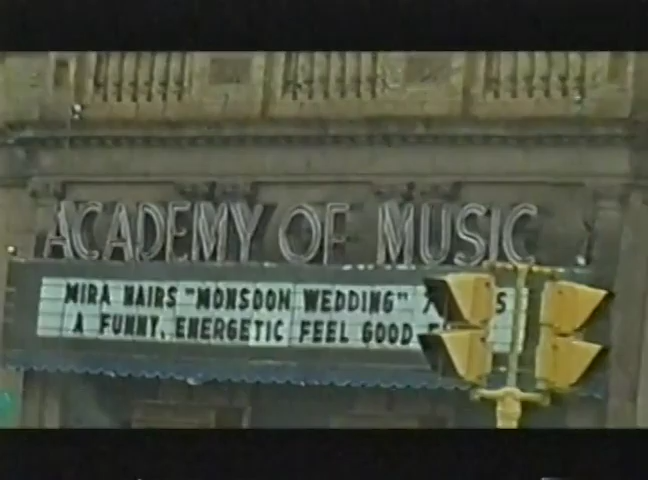 ACADEMY OF MUSIC
MIRA NAIRS "MONSOON WEDDING"
A FUNNY, ENERGETIC FEEL GOOD